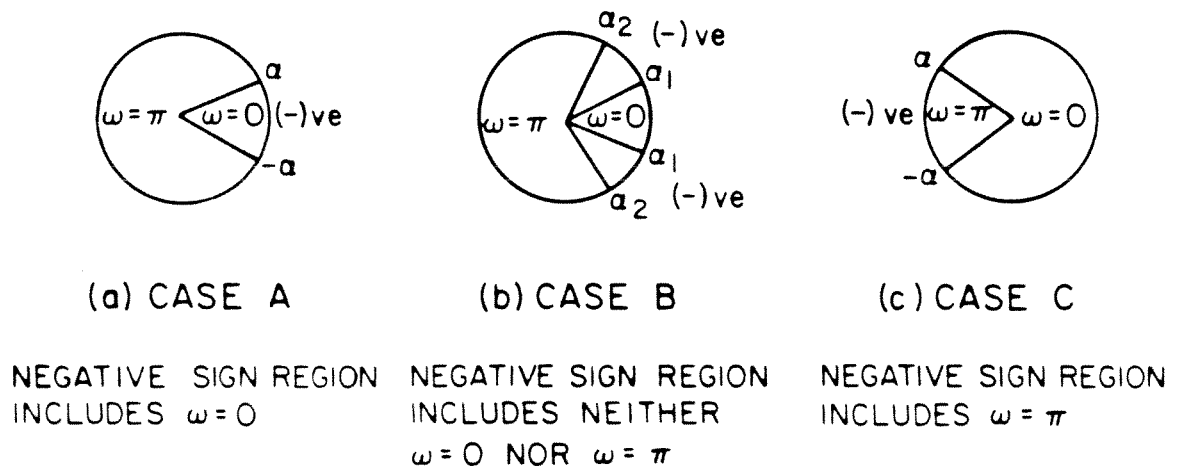 α
ω = π
ω = 0
(-) ve
-α
α2 (-) ve
α1
ω = π
ω = 0
α1
α2 (-) ve
α
(-) ve
ω = π
ω = 0
-α
(a) CASE A
NEGATIVE SIGN REGION
INCLUDES ω = 0
(b) CASE B
NEGATIVE SIGN REGION
INCLUDES NEITHER
ω = 0 NOR ω = π
(c) CASE C
NEGATIVE SIGN REGION
INCLUDES ω = π